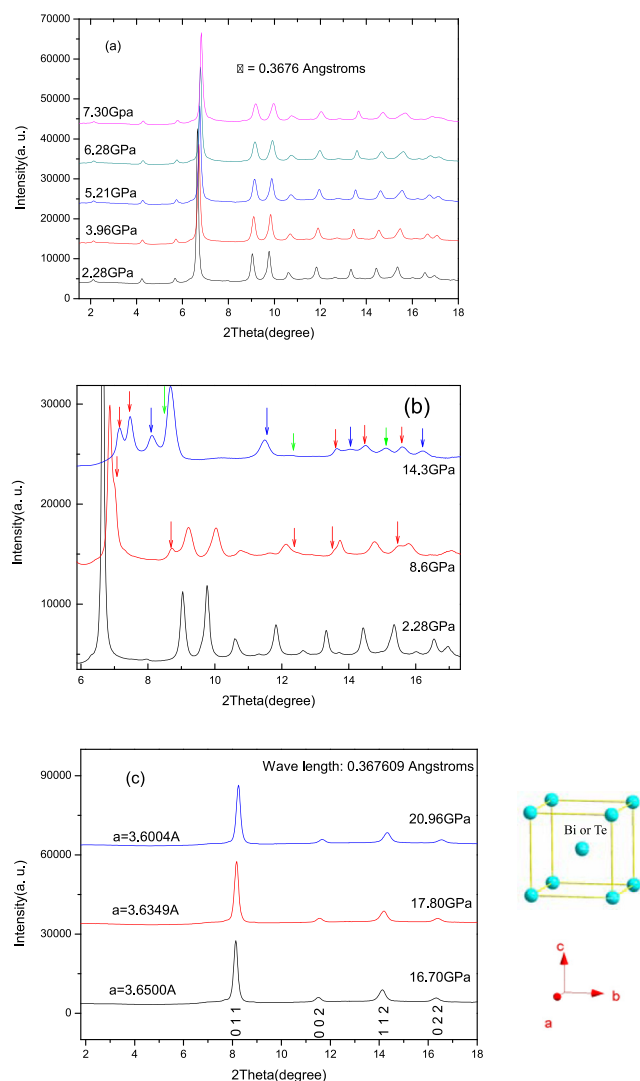 (a)
= 0.3676 Angstroms
7.30Gpa
6.28GPa
5.21GPa
3.96GPa
2.28GPa
70000
60000
50000
40000
30000
20000
10000
0
Intensity(a. u.)
2 4 6 8 10 12 14 16 18
2Theta(degree)
(b)
30000
20000
10000
Intensity(a. u.)
14.3GPa
8.6GPa
2.28GPa
6 8 10 12 14 16
2Theta(degree)
(c)
Wave length: 0.367609 Angstroms
90000
60000
30000
0
Intensity(a. u.)
a=3.6004A
20.96GPa
a=3.6349A
17.80GPa
a=3.6500A
16.70GPa
0 1 1
0 0 2
1 1 2
0 2 2
2 4 6 8 10 12 14 16 18
2Theta(degree)
Bi or Te
c
b
a